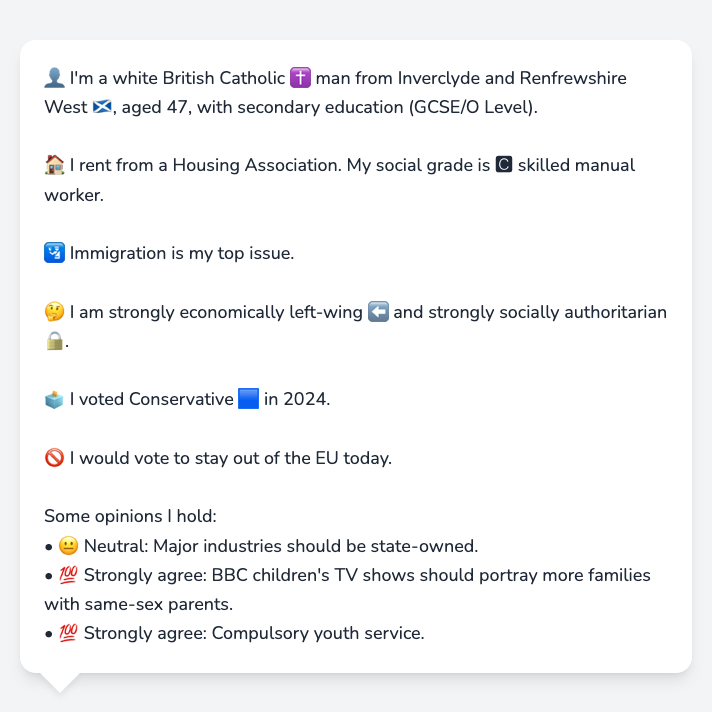 👤 I'm a white British Catholic ✝️ man from Inverclyde and Renfrewshire
West 🏴󠁧󠁢󠁳󠁣󠁴󠁿, aged 47, with secondary education (GCSE/O Level).
🏠 I rent from a Housing Association. My social grade is 🅲 skilled manual
worker.
🛂 Immigration is my top issue.
🤔 I am strongly economically left-wing ⬅️ and strongly socially authoritarian
🔒.
🗳️ I voted Conservative 🟦 in 2024.
🚫 I would vote to stay out of the EU today.
Some opinions I hold:
• 😐 Neutral: Major industries should be state-owned.
• 💯 Strongly agree: BBC children's TV shows should portray more families
with same-sex parents.
• 💯 Strongly agree: Compulsory youth service.